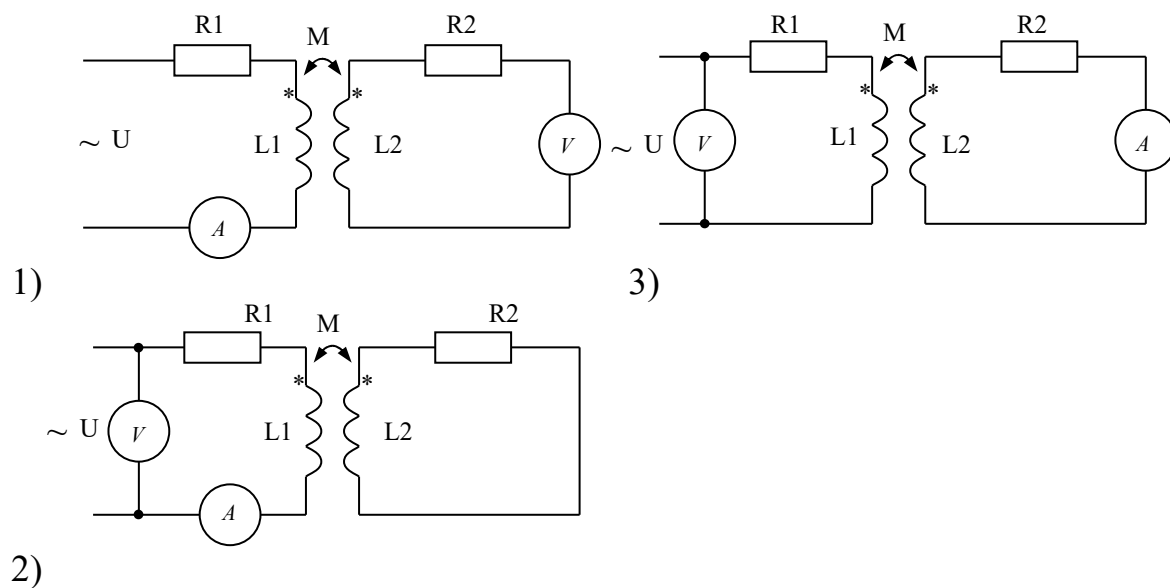 R1 M R2
* *
~ U L1 L2 V
A
1)
R1 M R2
* *
~ U V L1 L2 A
3)
R1 M R2
* *
~ U V L1 L2
A
2)